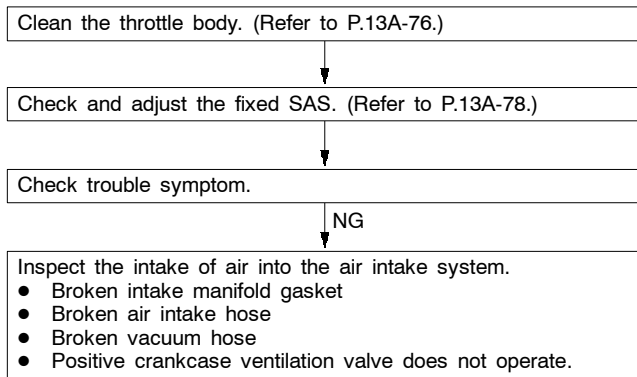 Clean the throttle body. (Refer to P.13A-76.)
Check and adjust the fixed SAS. (Refer to P.13A-78.)
Check trouble symptom.
NG
Inspect the intake of air into the air intake system.
● Broken intake manifold gasket
● Broken air intake hose
● Broken vacuum hose
● Positive crankcase ventilation valve does not operate.